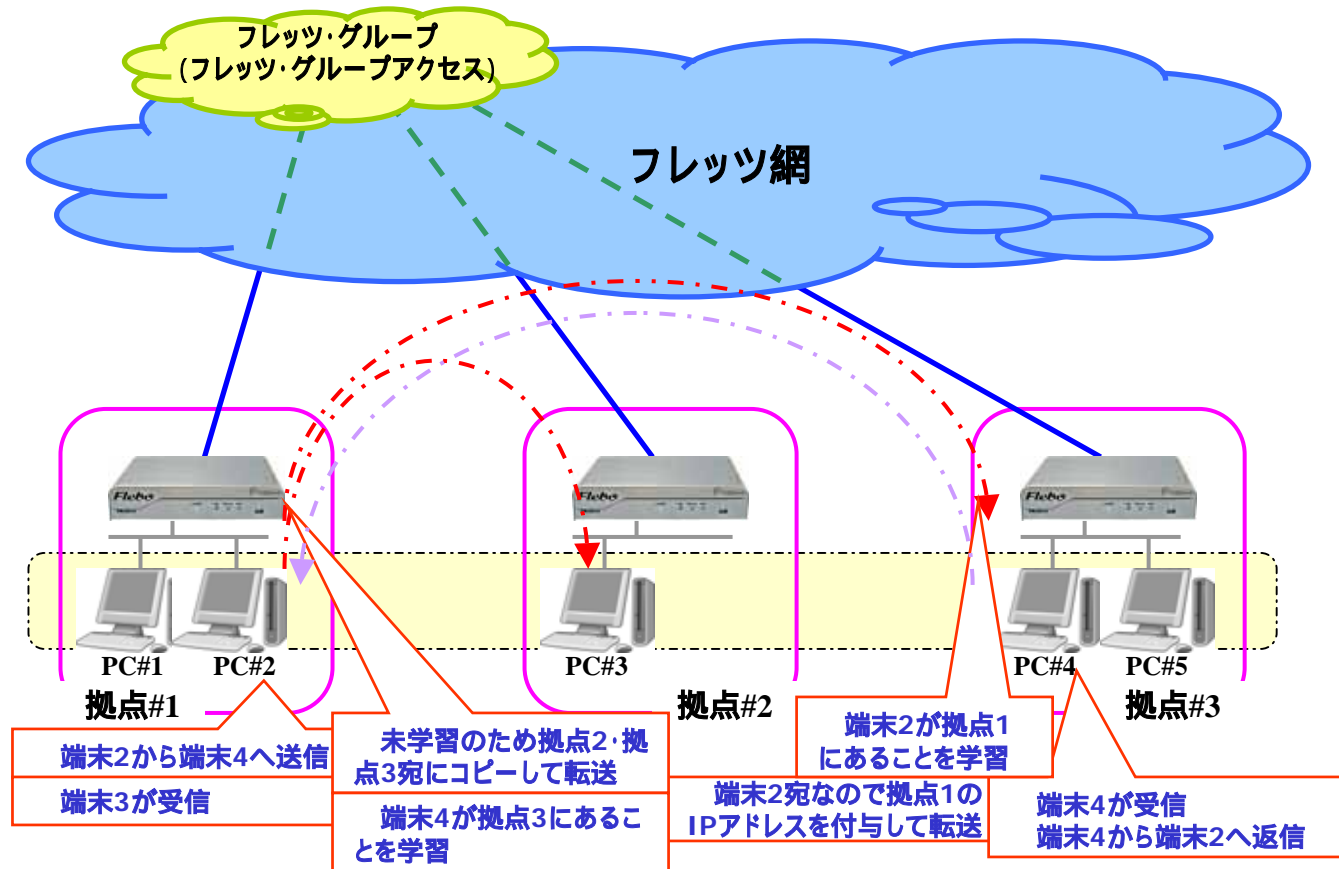 フレッツ・グループ
(フレッツ・グループアクセス)
フレッツ網
Flebo
Flebo
Flebo
PC#1
PC#2
PC#3
PC#4
PC#5
拠点#1
拠点#2
拠点#3
端末2から端末4へ送信
端末3が受信
未学習のため拠点2・拠
点3宛にコピーして転送
端末4が拠点3にあるこ
とを学習
端末2が拠点1
にあることを学習
端末2宛なので拠点1の
IPアドレスを付与して転送
端末4が受信
端末4から端末2へ返信